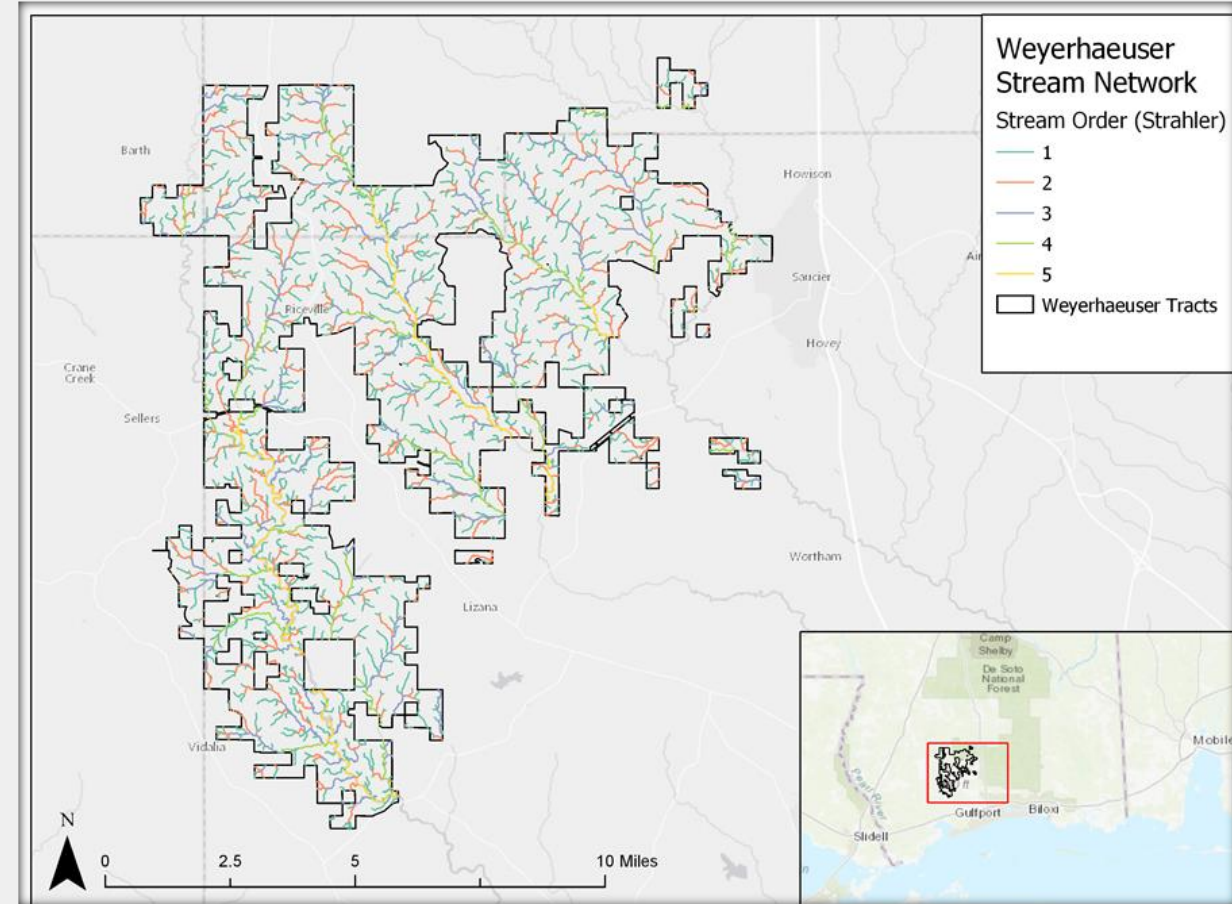 Weyerhaeuser
Stream Network
Stream Order (Strahler)
1
2
3
4
5
Weyerhaeuser Tracts
Barth
Howison
Saucier
Riceville
Hovey
Crane
Creek
Sellers
Wortham
Lizana
Vidalia
N
0 2.5 5 10 Miles
Camp
Shelby
De Soto
National
Forest
Mobile
Pearl River
Gulfport
Biloxi
Slidell